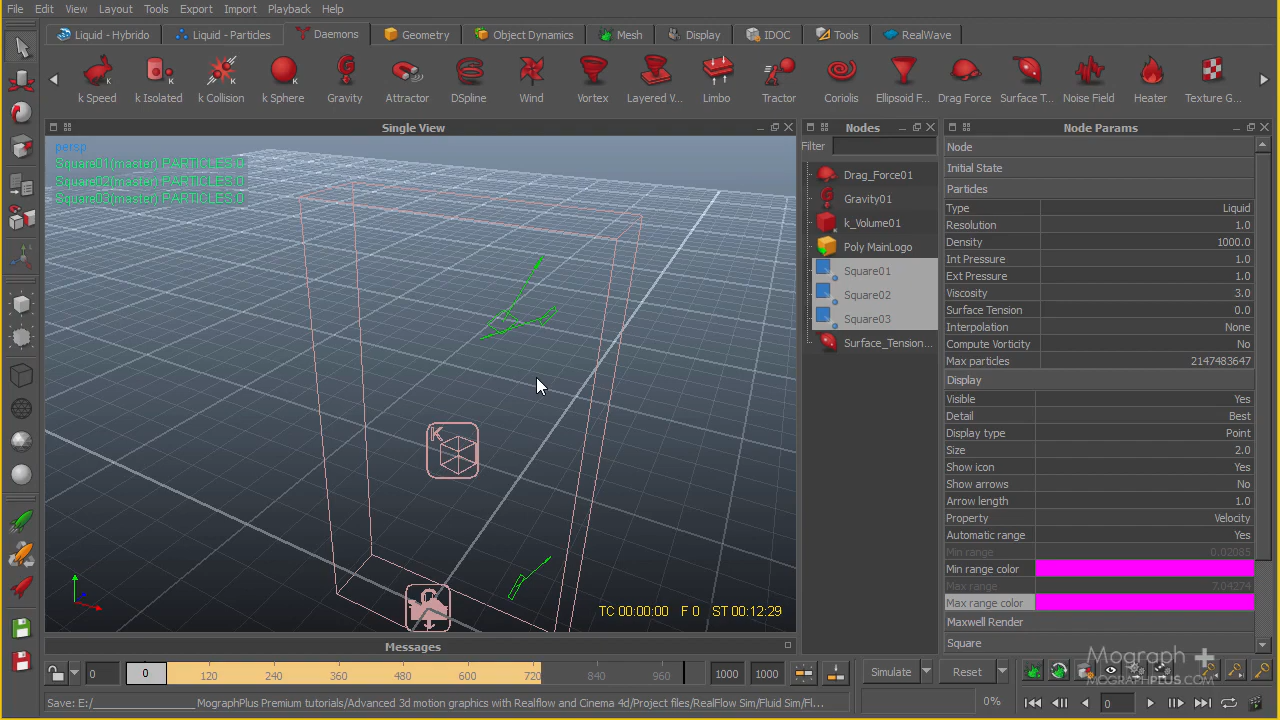 File Edit View Layout Tools Export Import Playback Help
Liquid - Hybrido Liquid - Particles Daemons Geometry Object Dynamics Mesh Display IDOC Tools RealWave
k Speed k Isolated k Collision k Sphere Gravity Attractor DSpline Wind Vortex Layered V... Limbo Tractor Coriolis Ellipsoid F... Drag Force Surface T... Noise Field Heater Texture G...
Single View
Nodes
Node Params
persp
Square01(master) PARTICLES:0
Square02(master) PARTICLES:0
Square03(master) PARTICLES:0
K
TC 00:00:00 F 0 ST 00:12:29
Filter
Drag_Force01
Gravity01
k_Volume01
Poly MainLogo
Square01
Square02
Square03
Surface_Tension...
Node
Initial State
Particles
Type Liquid
Resolution 1.0
Density 1000.0
Int Pressure 1.0
Ext Pressure 1.0
Viscosity 3.0
Surface Tension 0.0
Interpolation None
Compute Vorticity No
Max particles 2147483647
Display
Visible Yes
Detail Best
Display type Point
Size 2.0
Show icon Yes
Show arrows No
Arrow length 1.0
Property Velocity
Automatic range Yes
Min range 0.02085
Min range color
Max range 7.04274
Max range color
Maxwell Render
Square
Messages
0 0 120 240 360 480 600 720 840 960 1000 1000
Simulate Reset
Mograph
MOGRAPHPLUS.COM
Save: E:/ MographPlus Premium tutorials/Advanced 3d motion graphics with Realflow and Cinema 4d/Project files/RealFlow Sim/Fluid Sim/Fl...
0% 0